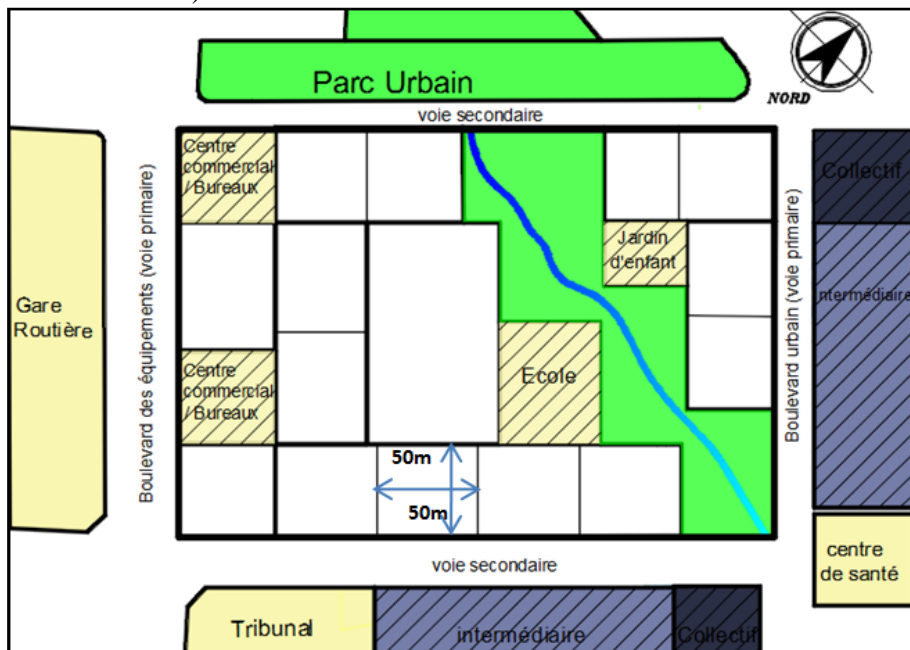 Parc Urbain
NORD
voie secondaire
Centre
commercial
/ Bureaux
Collectif
Boulevard des équipements (voie primaire)
Jardin
d'enfant
Boulevard urbain (voie primaire)
ntermédiaire
Gare
Routière
Centre
commercial
/ Bureaux
Ecole
50m
50m
centre
de santé
voie secondaire
Tribunal
intermédiaire
Collectif